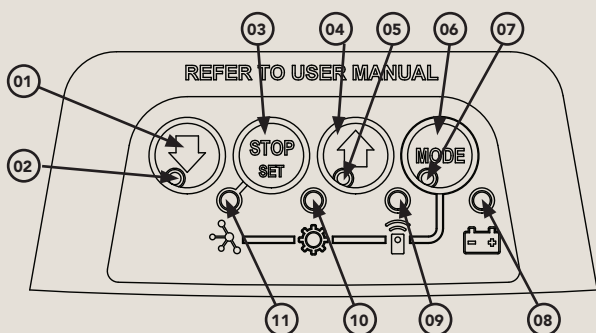 03 04 05 06 07
01
REFER TO USER MANUAL
STOP MODE
SET
02
- +
11 10 09 08